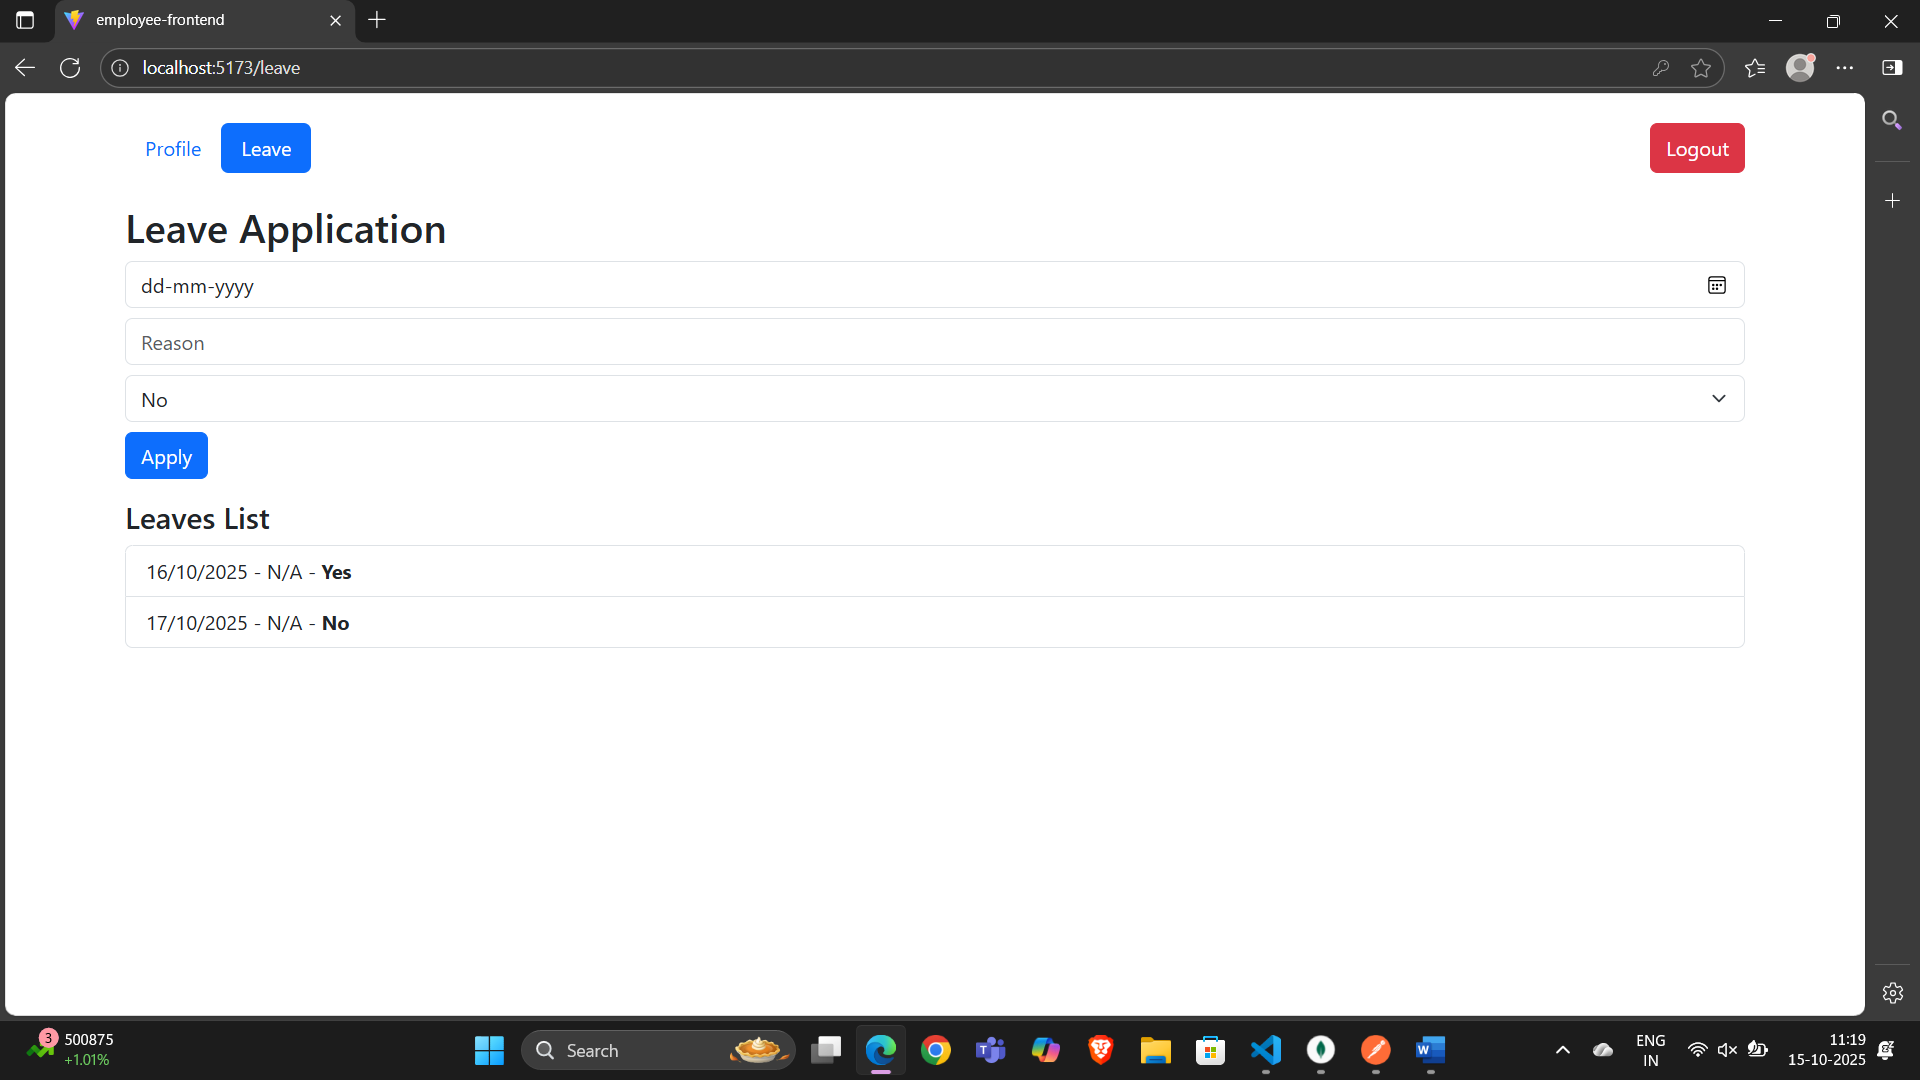 employee-frontend
localhost:5173/leave
Profile
Leave
Logout
Leave Application
dd-mm-yyyy
Reason
No
Apply
Leaves List
16/10/2025 - N/A - Yes
17/10/2025 - N/A - No
3
500875
+1.01%
Search
T
W
ENG
IN
11:19
15-10-2025